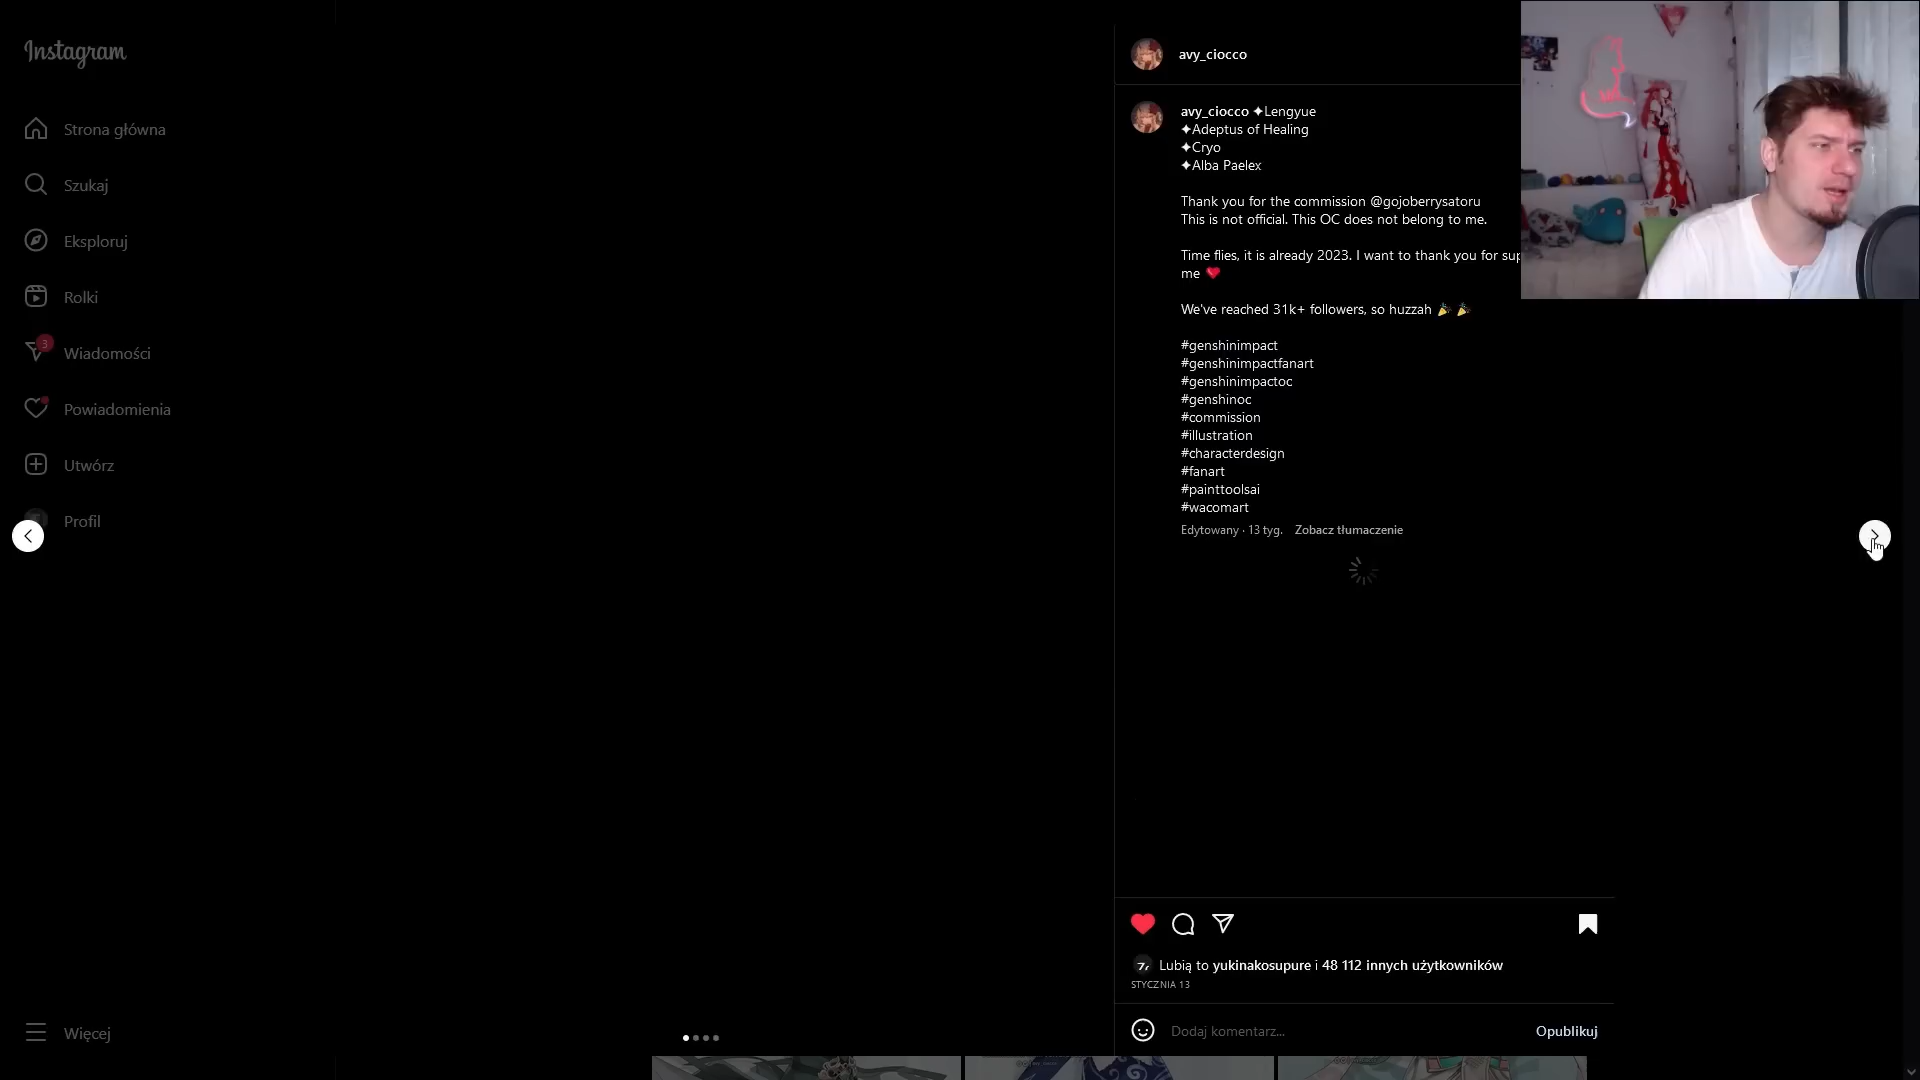 Instagram
Strona główna
Szukaj
Eksploruj
Rolki
3
Wiadomości
Powiadomienia
Utwórz
Profil
Więcej
avy_ciocco
avy_ciocco ✦Lengyue
✦Adeptus of Healing
✦Cryo
✦Alba Paelex
Thank you for the commission @gojoberrysatoru
This is not official. This OC does not belong to me.
Time flies, it is already 2023. I want to thank you for
me ❤
We've reached 31k+ followers, so huzzah 🎉 🎉
#genshinimpact
#genshinimpactfanart
#genshinimpactoc
#genshinoc
#commission
#illustration
#characterdesign
#fanart
#painttoolsai
#wacomart
Edytowany · 13 tyg. Zobacz tłumaczenie
Lubią to yukinakosupure i 48 112 innych użytkowników
STYCZNIA 13
Dodaj komentarz...
Opublikuj